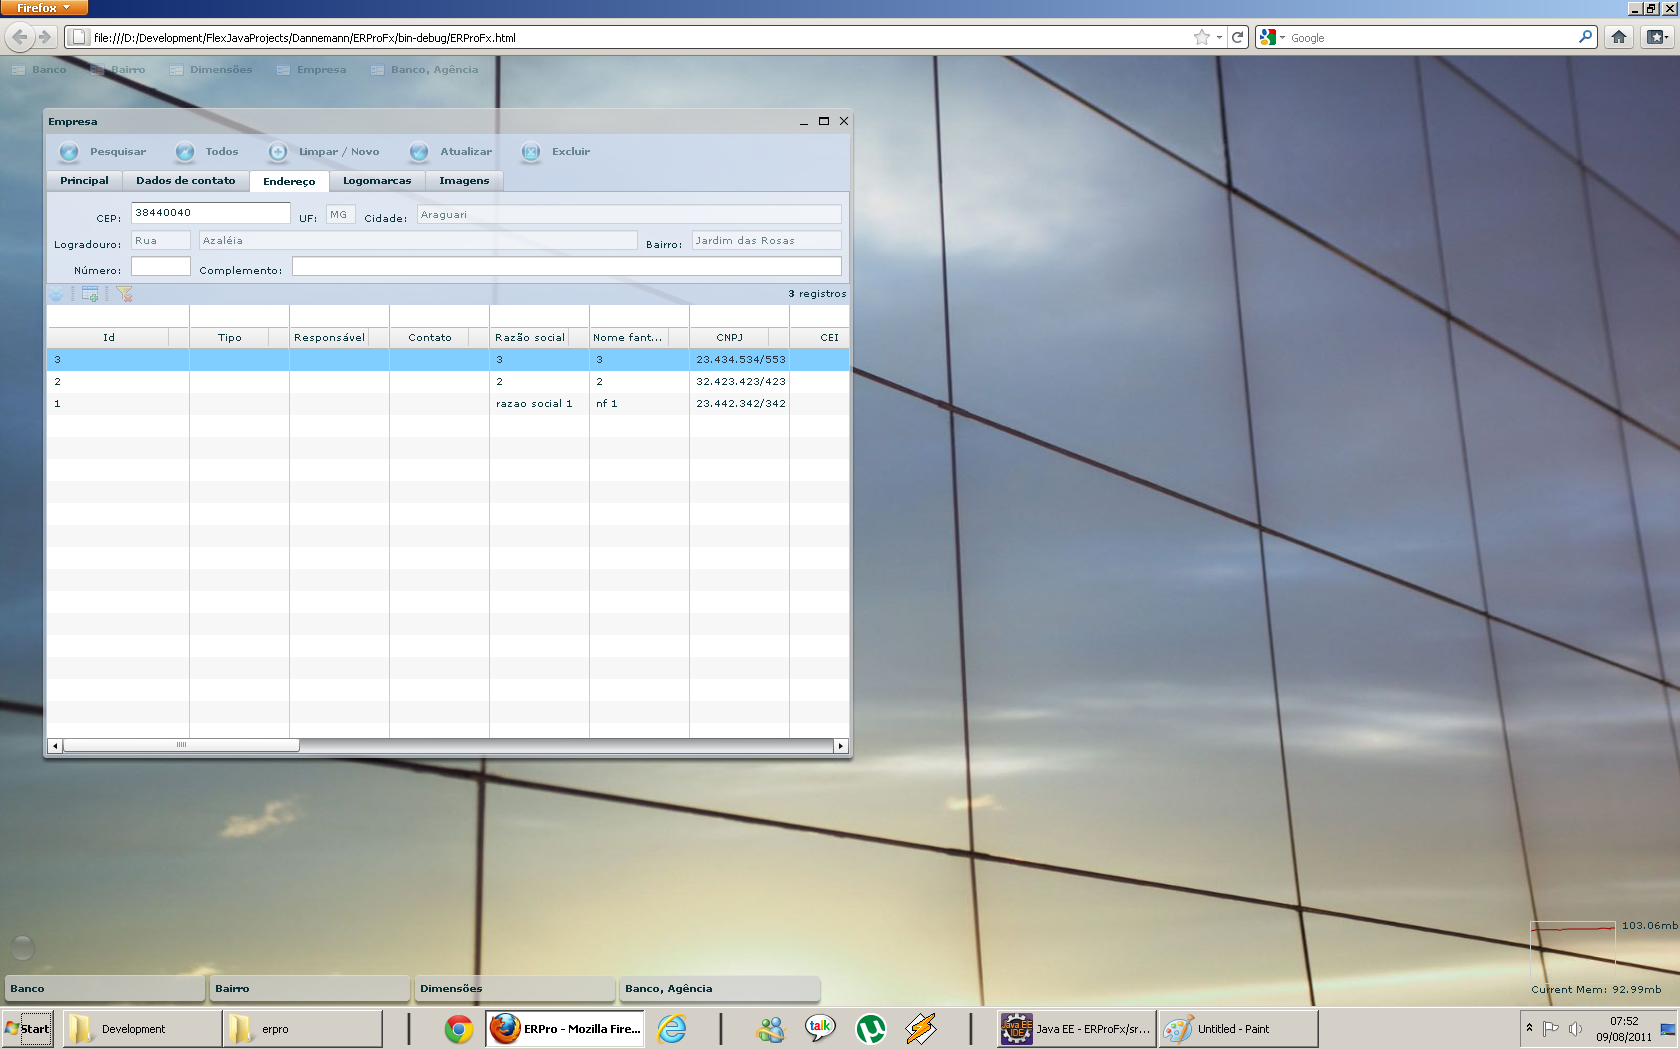 Firefox
file:///D:/Development/FlexJavaProjects/Dannemann/ERProFx/bin-debug/ERProFx.html
Google
Banco Bairro Dimensões Empresa Banco, Agência
Empresa
Pesquisar Todos Limpar / Novo Atualizar Excluir
Principal Dados de contato Endereço Logomarcas Imagens
CEP: 38440040 UF: MG Cidade: Araguari
Logradouro: Rua Azaléia Bairro: Jardim das Rosas
Número: Complemento:
3 registros
Id Tipo Responsável Contato Razão social Nome fant... CNPJ CEI
3 3 3 23.434.534/553
2 2 2 32.423.423/423
1 razao social 1 nf 1 23.442.342/342
103.06mb
Current Mem: 92.99mb
Banco Bairro Dimensões Banco, Agência
Start Development erpro ERPro - Mozilla Fire... talk Java EE IDE Java EE - ERProFx/sr... Untitled - Paint
07:52
09/08/2011